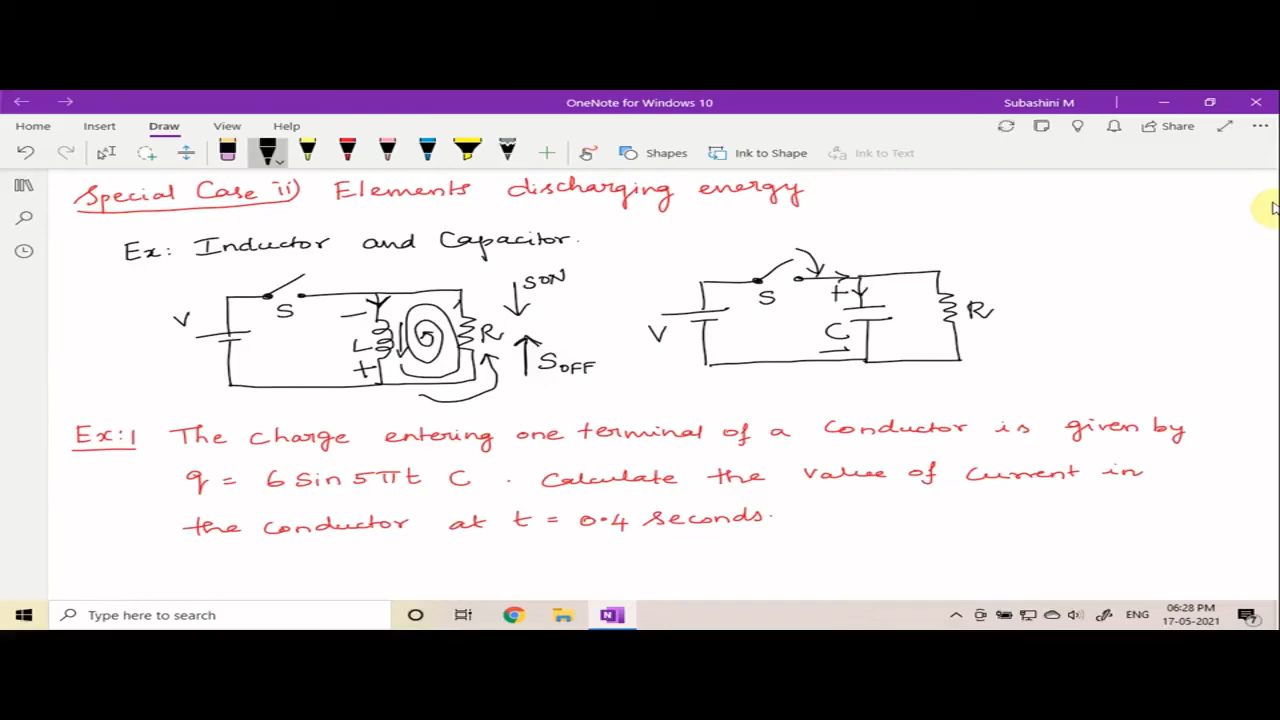 OneNote for Windows 10
Subashini M
Home Insert Draw View Help
Share
Shapes
Ink to Shape
Ink to Text
Special Case ii) Elements discharging energy
Ex: Inductor and Capacitor.
V S L R S ON S OFF
- +
V S + C R
Ex:1 The charge entering one terminal of a conductor is given by
q = 6 sin 5πt C. Calculate the value of current in
the conductor at t = 0.4 seconds.
Type here to search
ENG
06:28 PM
17-05-2021
7